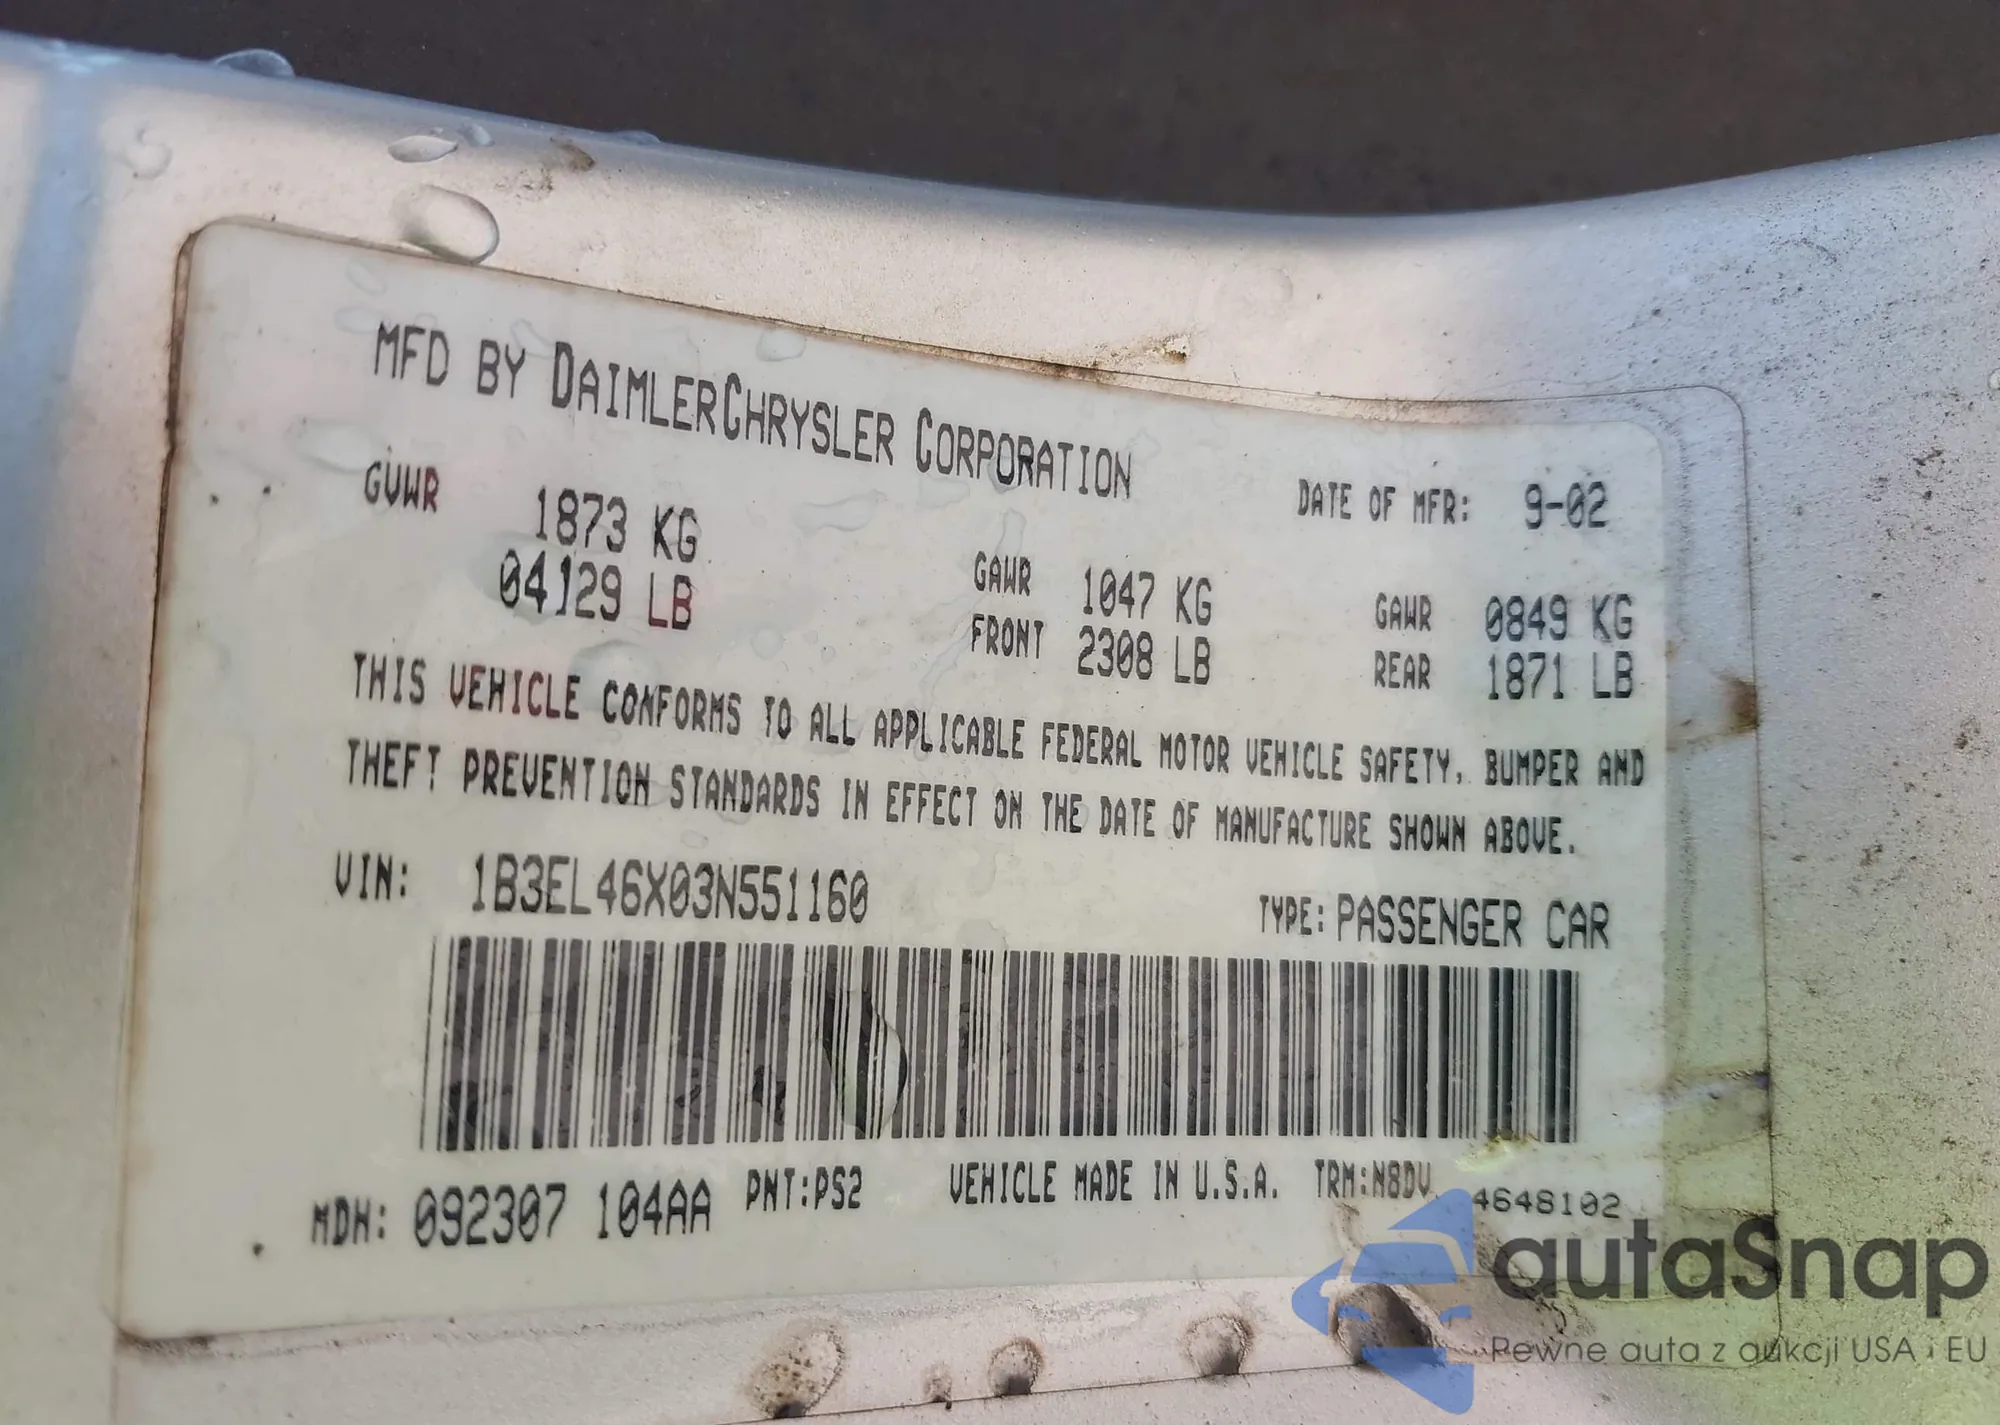 MFD BY DAIMLERCHRYSLER CORPORATION
DATE OF MFR: 9-02
GVWR 1873 KG
04129 LB
GAWR 1047 KG
FRONT 2308 LB
GAWR 0849 KG
REAR 1871 LB
THIS VEHICLE CONFORMS TO ALL APPLICABLE FEDERAL MOTOR VEHICLE SAFETY, BUMPER AND
THEFT PREVENTION STANDARDS IN EFFECT ON THE DATE OF MANUFACTURE SHOWN ABOVE.
VIN: 1B3EL46X03N551160
TYPE: PASSENGER CAR
MDH: 092307 104AA PNT:PS2 VEHICLE MADE IN U.S.A. TRM:N8DV 4648102
autaSnap
Pewne auta z aukcji USA i EU